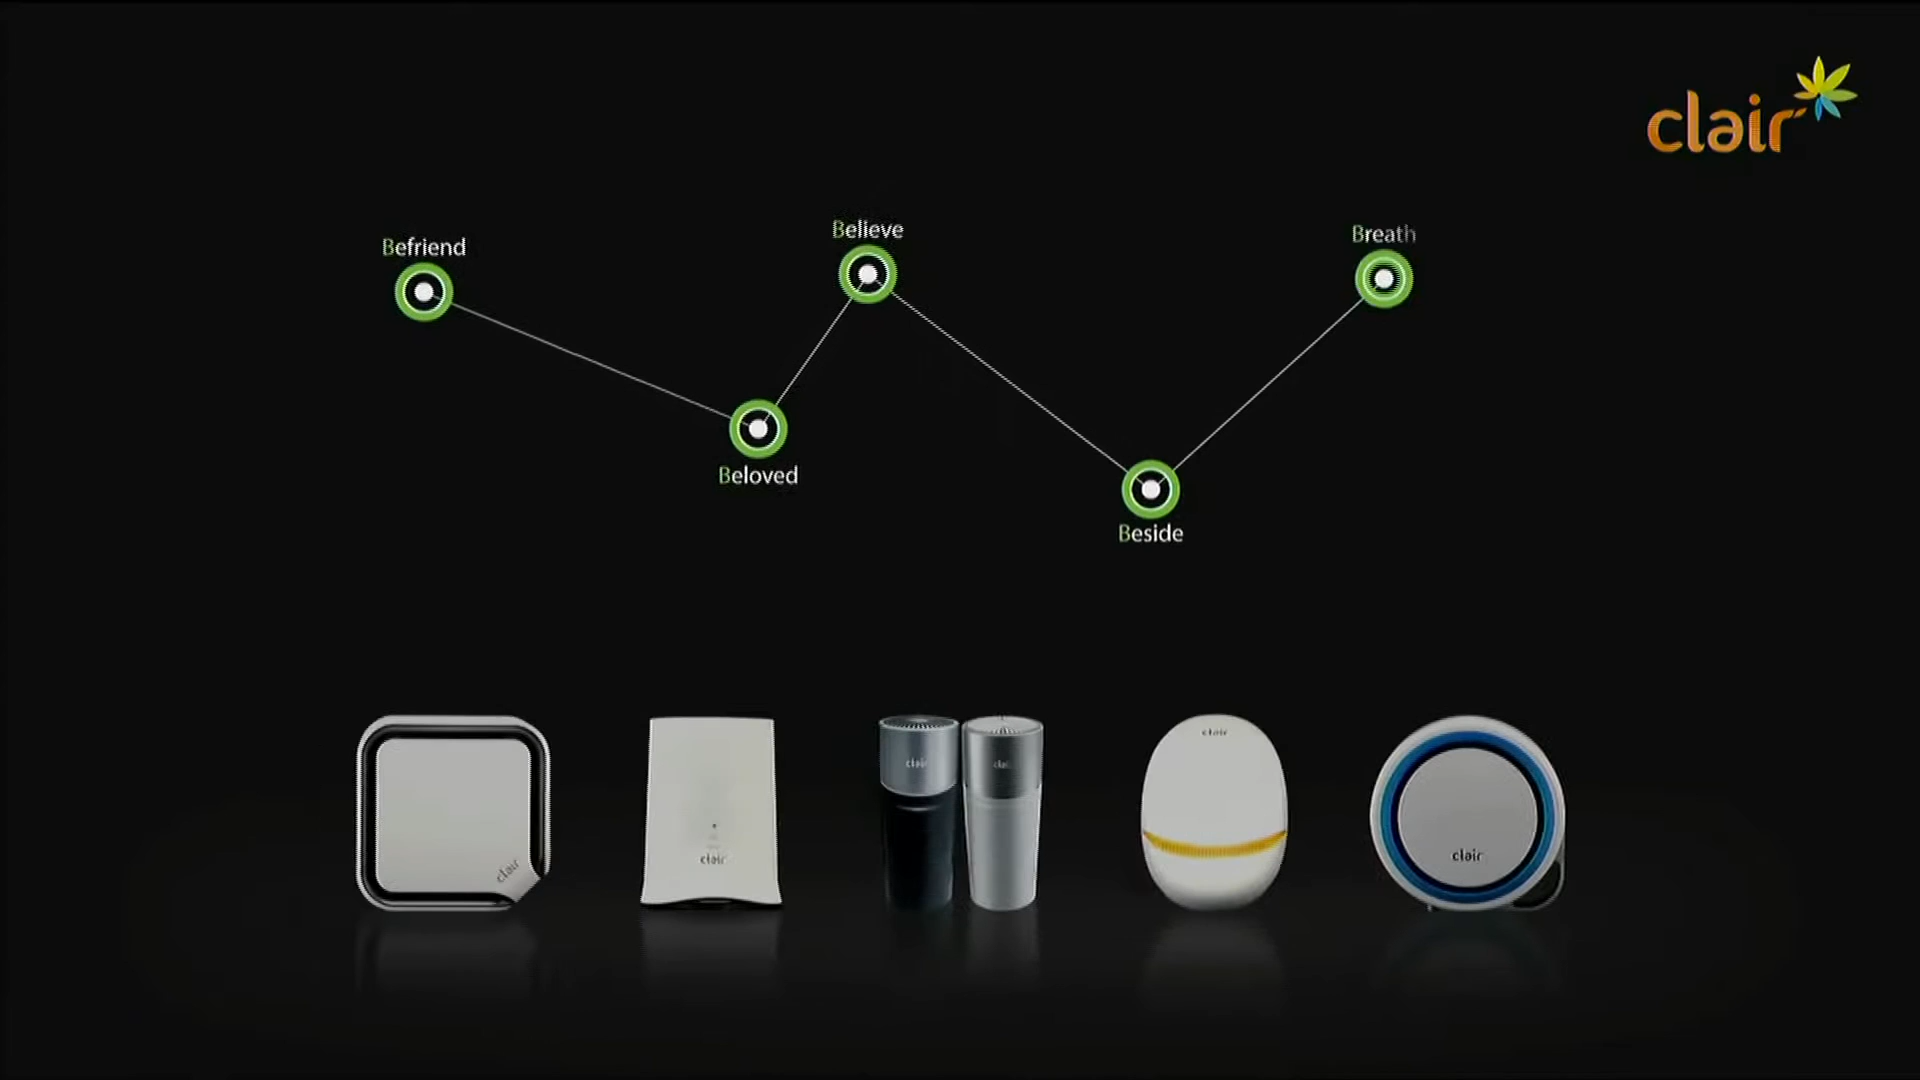 clair
Befriend
Believe
Breath
Beloved
Beside
clair
clair
clair
clair
clair
clair